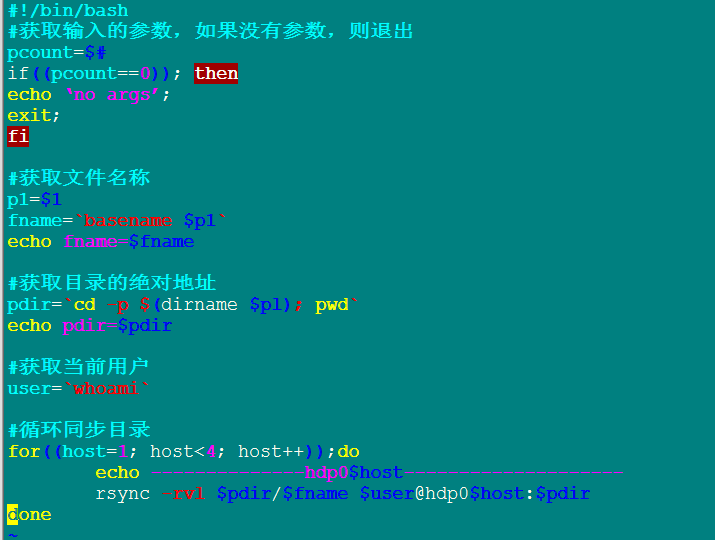 #!/bin/bash
#获取输入的参数，如果没有参数，则退出
pcount=$#
if((pcount==0)); then
echo 'no args';
exit;
fi
#获取文件名称
p1=$1
fname=`basename $p1`
echo fname=$fname
#获取目录的绝对地址
pdir=`cd -p $(dirname $p1); pwd`
echo pdir=$pdir
#获取当前用户
user=`whoami`
#循环同步目录
for((host=1; host<4; host++));do
echo --------------hdp0$host--------------------
rsync -rvl $pdir/$fname $user@hdp0$host:$pdir
done
~